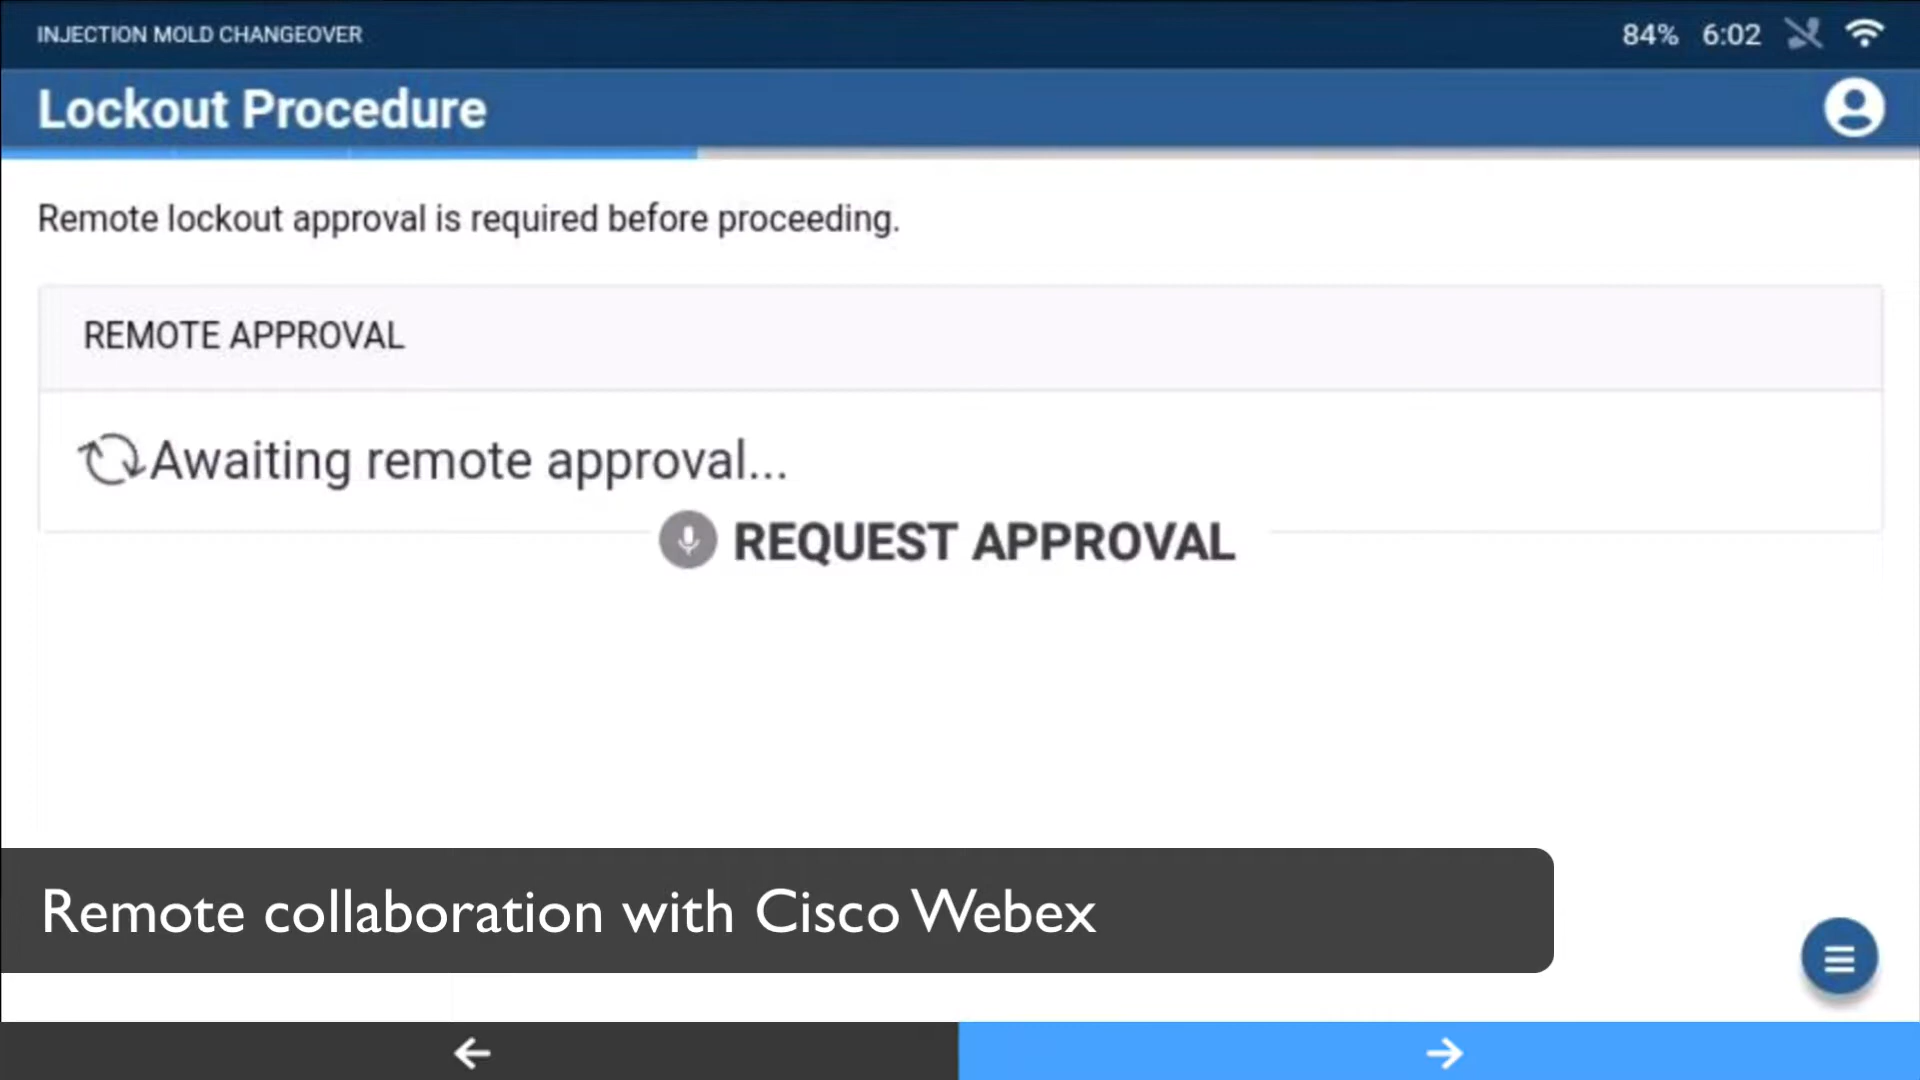 INJECTION MOLD CHANGEOVER
84% 6:02
Lockout Procedure
Remote lockout approval is required before proceeding.
REMOTE APPROVAL
Awaiting remote approval...
REQUEST APPROVAL
Remote collaboration with Cisco Webex